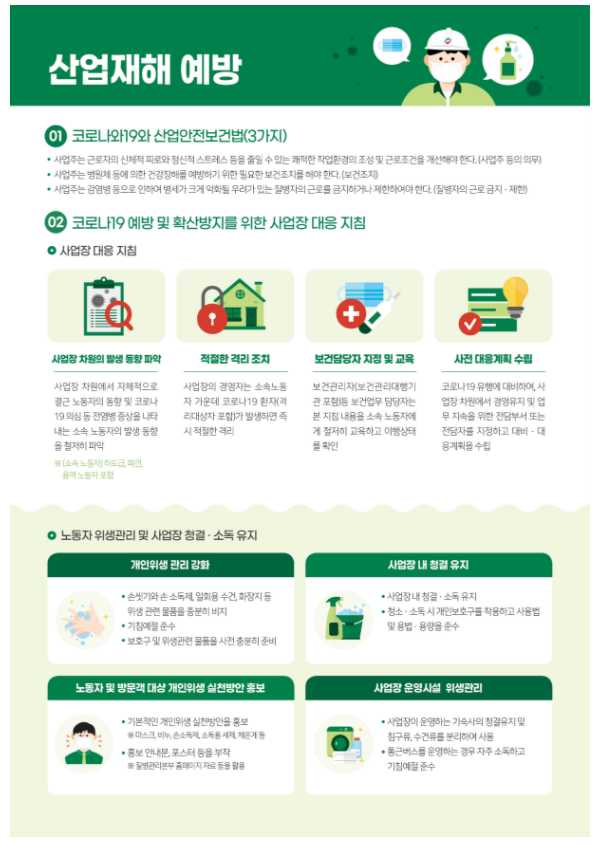 산업재해 예방
01 코로나와19와 산업안전보건법(3가지)
• 사업주는 근로자의 신체적 피로와 정신적 스트레스 등을 줄일 수 있는 쾌적한 작업환경의 조성 및 근로조건을 개선해야 한다. (사업주 등의 의무)
• 사업주는 병원체 등에 의한 건강장해를 예방하기 위한 필요한 보건조치를 해야 한다. (보건조치)
• 사업주는 감염병 등으로 인하여 병세가 크게 악화될 우려가 있는 질병자의 근로를 금지하거나 제한하여야 한다. (질병자의 근로 금지 · 제한)
02 코로나19 예방 및 확산방지를 위한 사업장 대응 지침
사업장 대응 지침
사업장 차원의 발생 동향 파악
사업장 차원에서 자체적으로
결근 노동자의 동향 및 코로나
19 의심 등 전염병 증상을 나타
내는 소속 노동자의 발생 동향
을 철저히 파악
※ (소속 노동자) 하도급, 파견,
용역 노동자 포함
적절한 격리 조치
사업장의 경영자는 소속노동
자 가운데 코로나19 환자(격
리대상자 포함)가 발생하면 즉
시 적절한 격리
보건담당자 지정 및 교육
보건관리자(보건관리대행기
관 포함)등 보건업무 담당자는
본 지침 내용을 소속 노동자에
게 철저히 교육하고 이행상태
를 확인
사전 대응계획 수립
코로나19 유행에 대비하여, 사
업장 차원에서 경영유지 및 업
무 지속을 위한 전담부서 또는
전담자를 지정하고 대비 · 대
응계획을 수립
노동자 위생관리 및 사업장 청결 · 소독 유지
개인위생 관리 강화
• 손씻기와 손 소독제, 일회용 수건, 화장지 등
위생 관련 물품을 충분히 비치
• 기침예절 준수
• 보호구 및 위생관련 물품을 사전 충분히 준비
사업장 내 청결 유지
• 사업장 내 청결 · 소독 유지
• 청소 · 소독 시 개인보호구를 착용하고 사용법
및 용법 · 용량을 준수
노동자 및 방문객 대상 개인위생 실천방안 홍보
• 기본적인 개인위생 실천방안을 홍보
※ 마스크, 비누, 손소독제, 소독용 세제, 체온계 등
• 홍보 안내문, 포스터 등을 부착
※ 질병관리본부 홈페이지 자료 등을 활용
사업장 운영시설 위생관리
• 사업장이 운영하는 기숙사의 청결유지 및
침구류, 수건류를 분리하여 사용
• 통근버스를 운영하는 경우 자주 소독하고
기침예절 준수